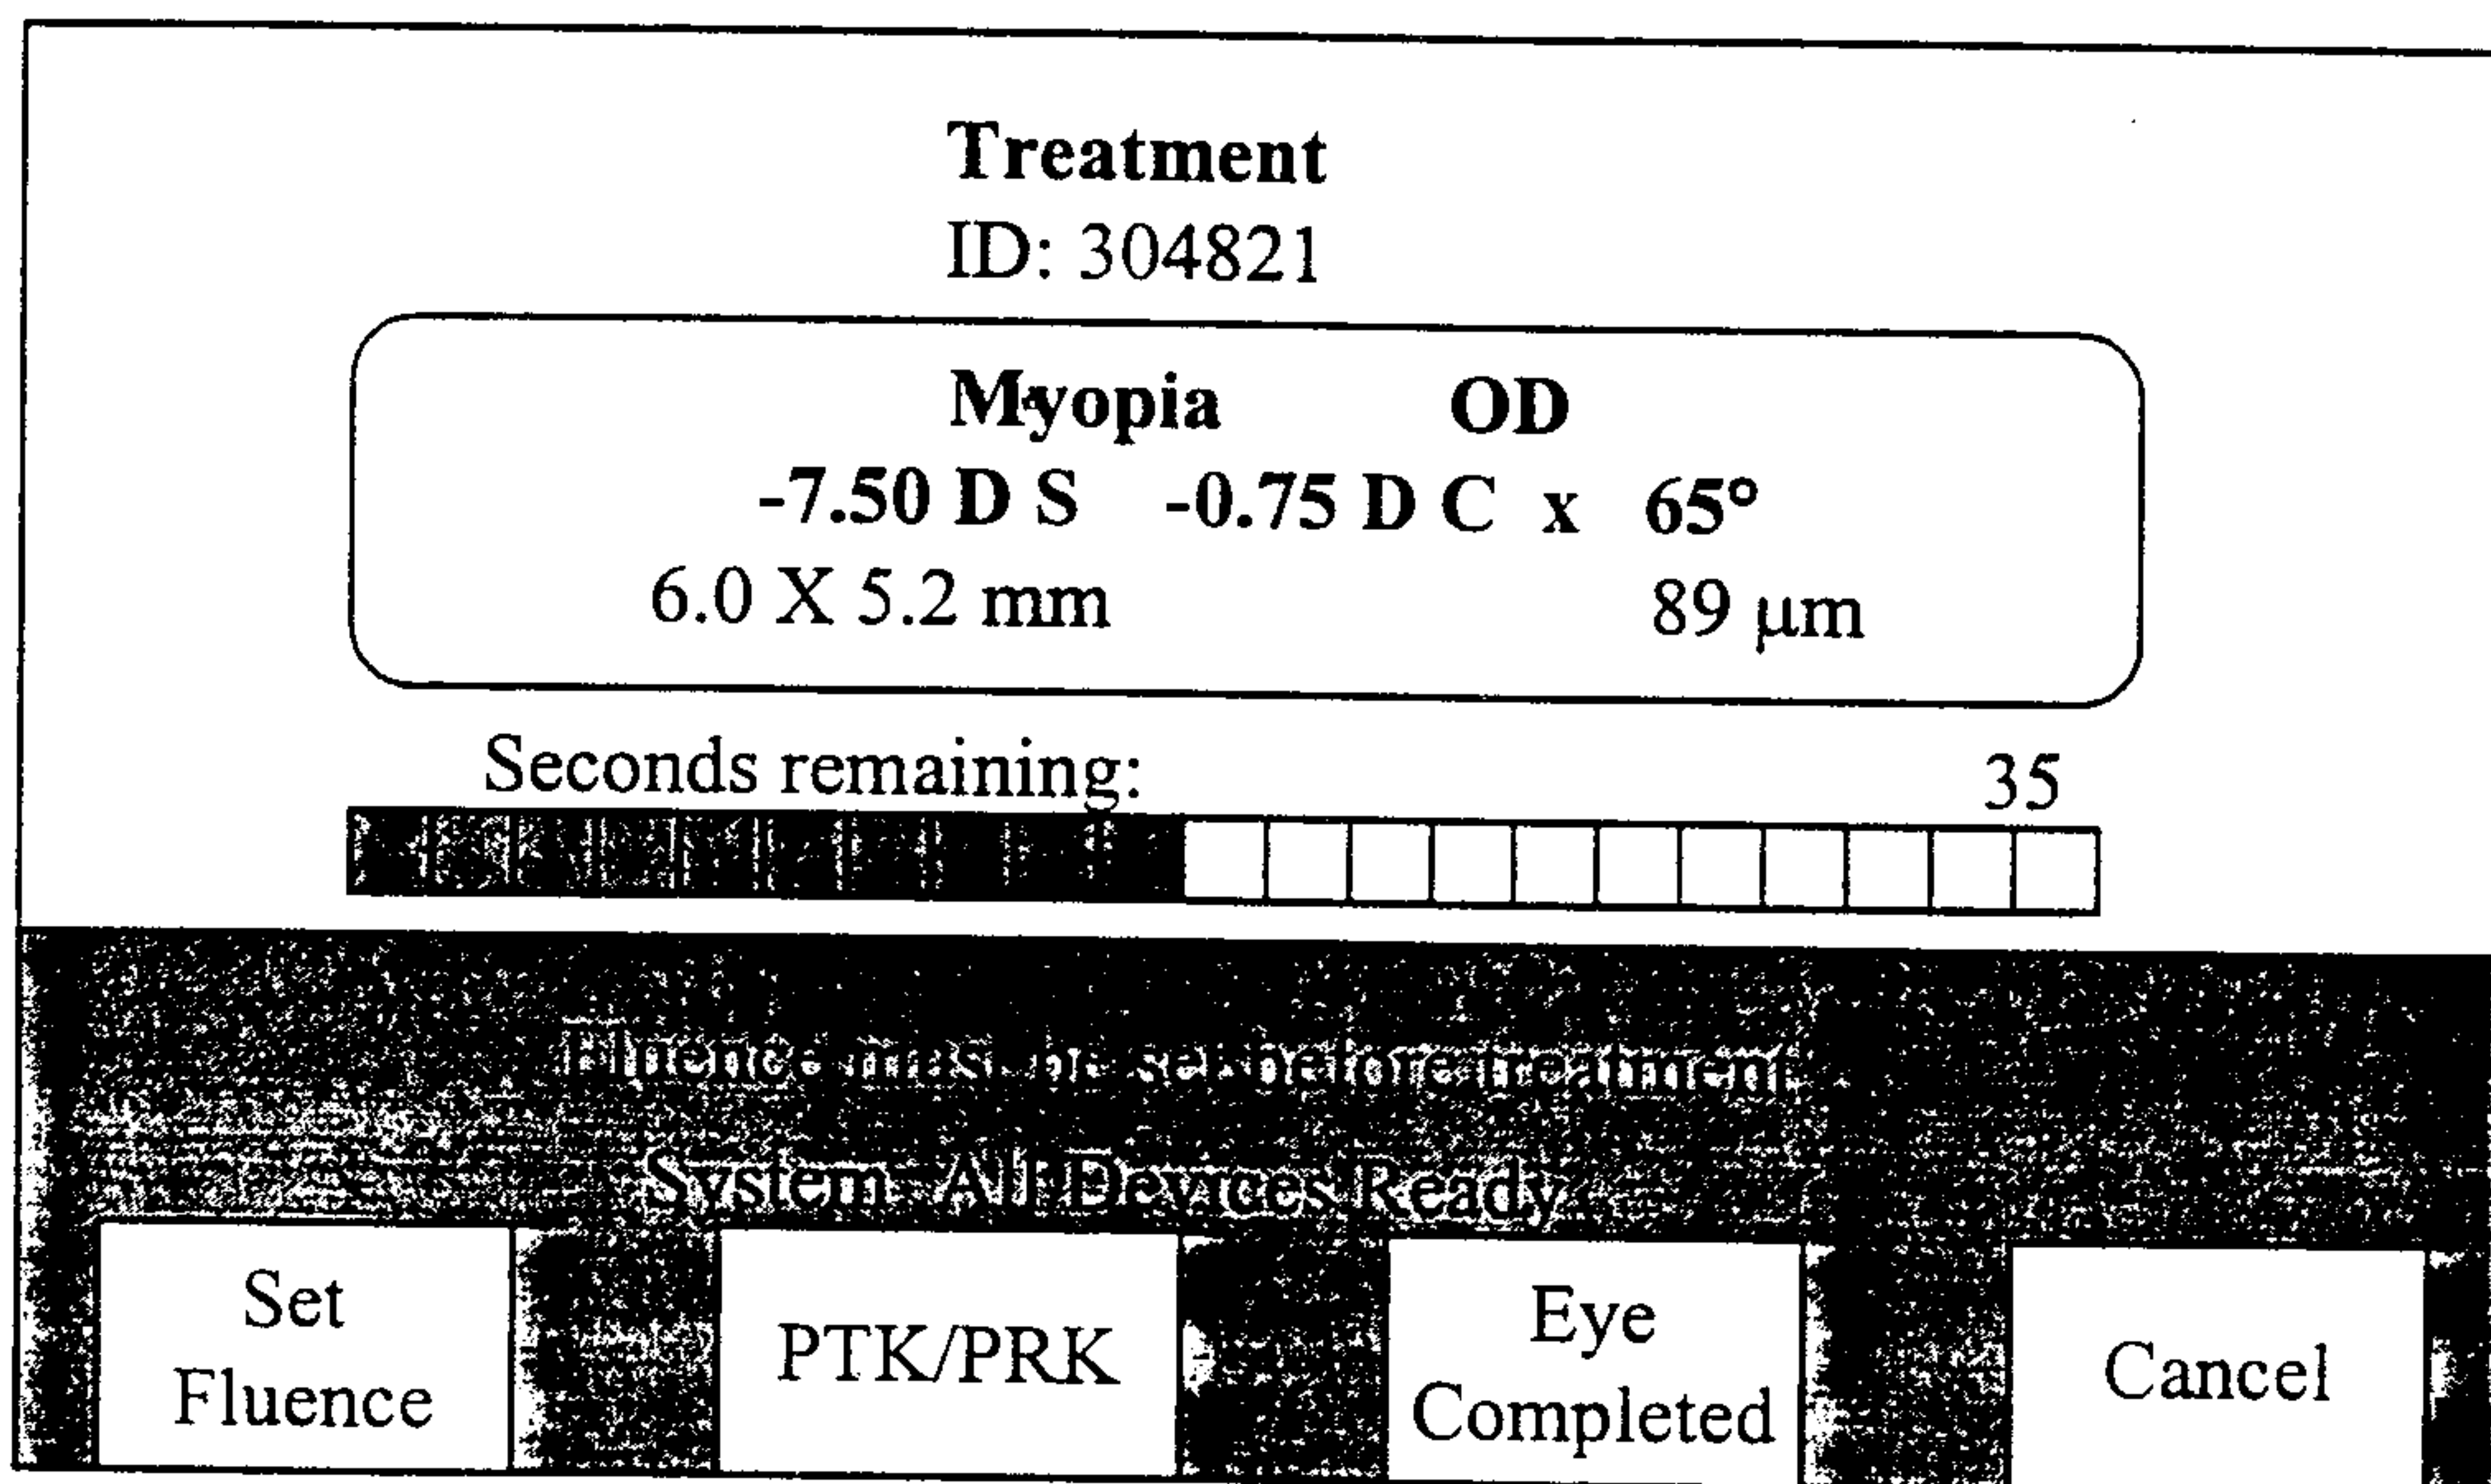 Treatment
ID: 304821
Myopia OD
-7.50 D S -0.75 D C x 65°
6.0 X 5.2 mm 89 μm
Seconds remaining: 35
Fluence must be set before treatment
System: All Devices Ready
Set
Fluence
PTK/PRK
Eye
Completed
Cancel